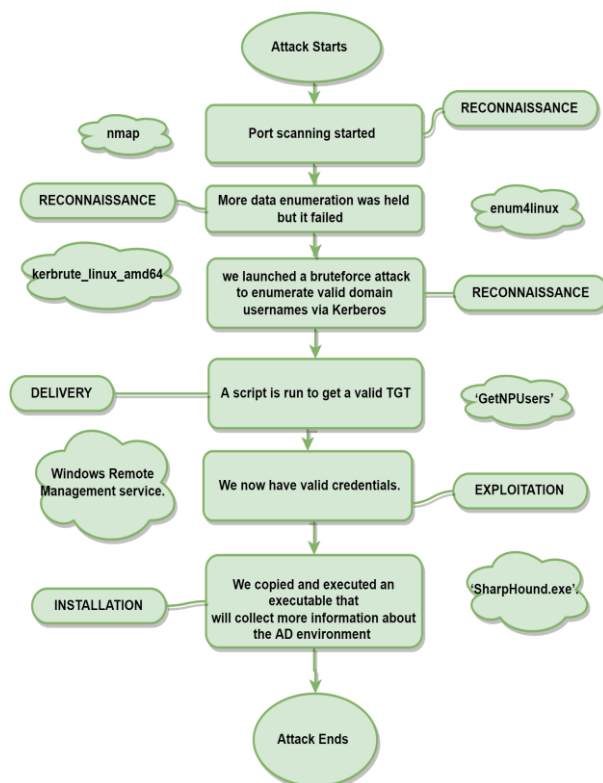 Attack Starts
RECONNAISSANCE
nmap
Port scanning started
RECONNAISSANCE
More data enumeration was held
but it failed
enum4linux
kerbrute_linux_amd64
we launched a bruteforce attack
to enumerate valid domain
usernames via Kerberos
RECONNAISSANCE
DELIVERY
A script is run to get a valid TGT
‘GetNPUsers’
Windows Remote
Management service.
We now have valid credentials.
EXPLOITATION
INSTALLATION
We copied and executed an
executable that
will collect more information about
the AD environment
‘SharpHound.exe’.
Attack Ends